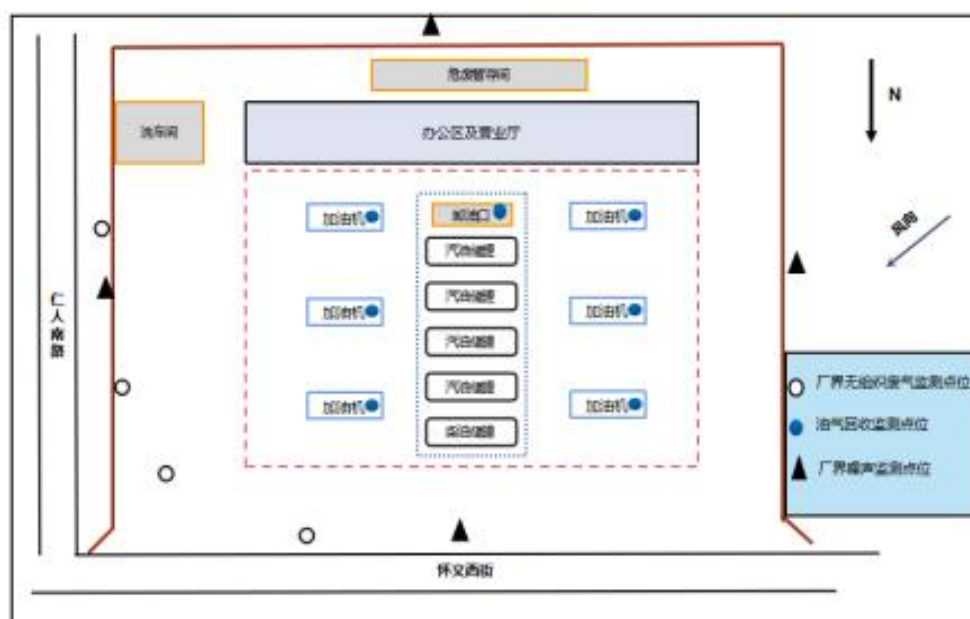 危废暂存间
洗车间
办公区及营业厅
N
风向
加油机
卸油口
加油机
汽油储罐
汽油储罐
加油机
加油机
汽油储罐
汽油储罐
加油机
加油机
柴油储罐
仁人南路
厂界无组织废气监测点位
油气回收监测点位
厂界噪声监测点位
怀义西街